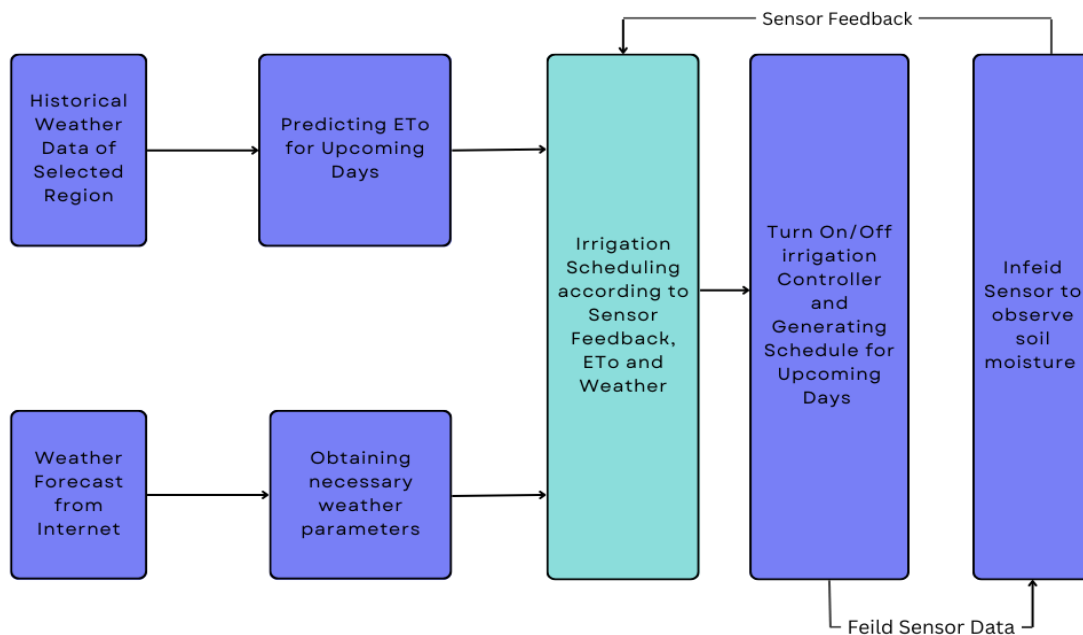 Sensor Feedback
Historical
Weather
Data of
Selected
Region
Predicting ETo
for Upcoming
Days
Irrigation
Scheduling
according to
Sensor
Feedback,
ETo and
Weather
Turn On/Off
irrigation
Controller
and
Generating
Schedule for
Upcoming
Days
Infeid
Sensor to
observe
soil
moisture
Weather
Forecast
from
Internet
Obtaining
necessary
weather
parameters
Feild Sensor Data